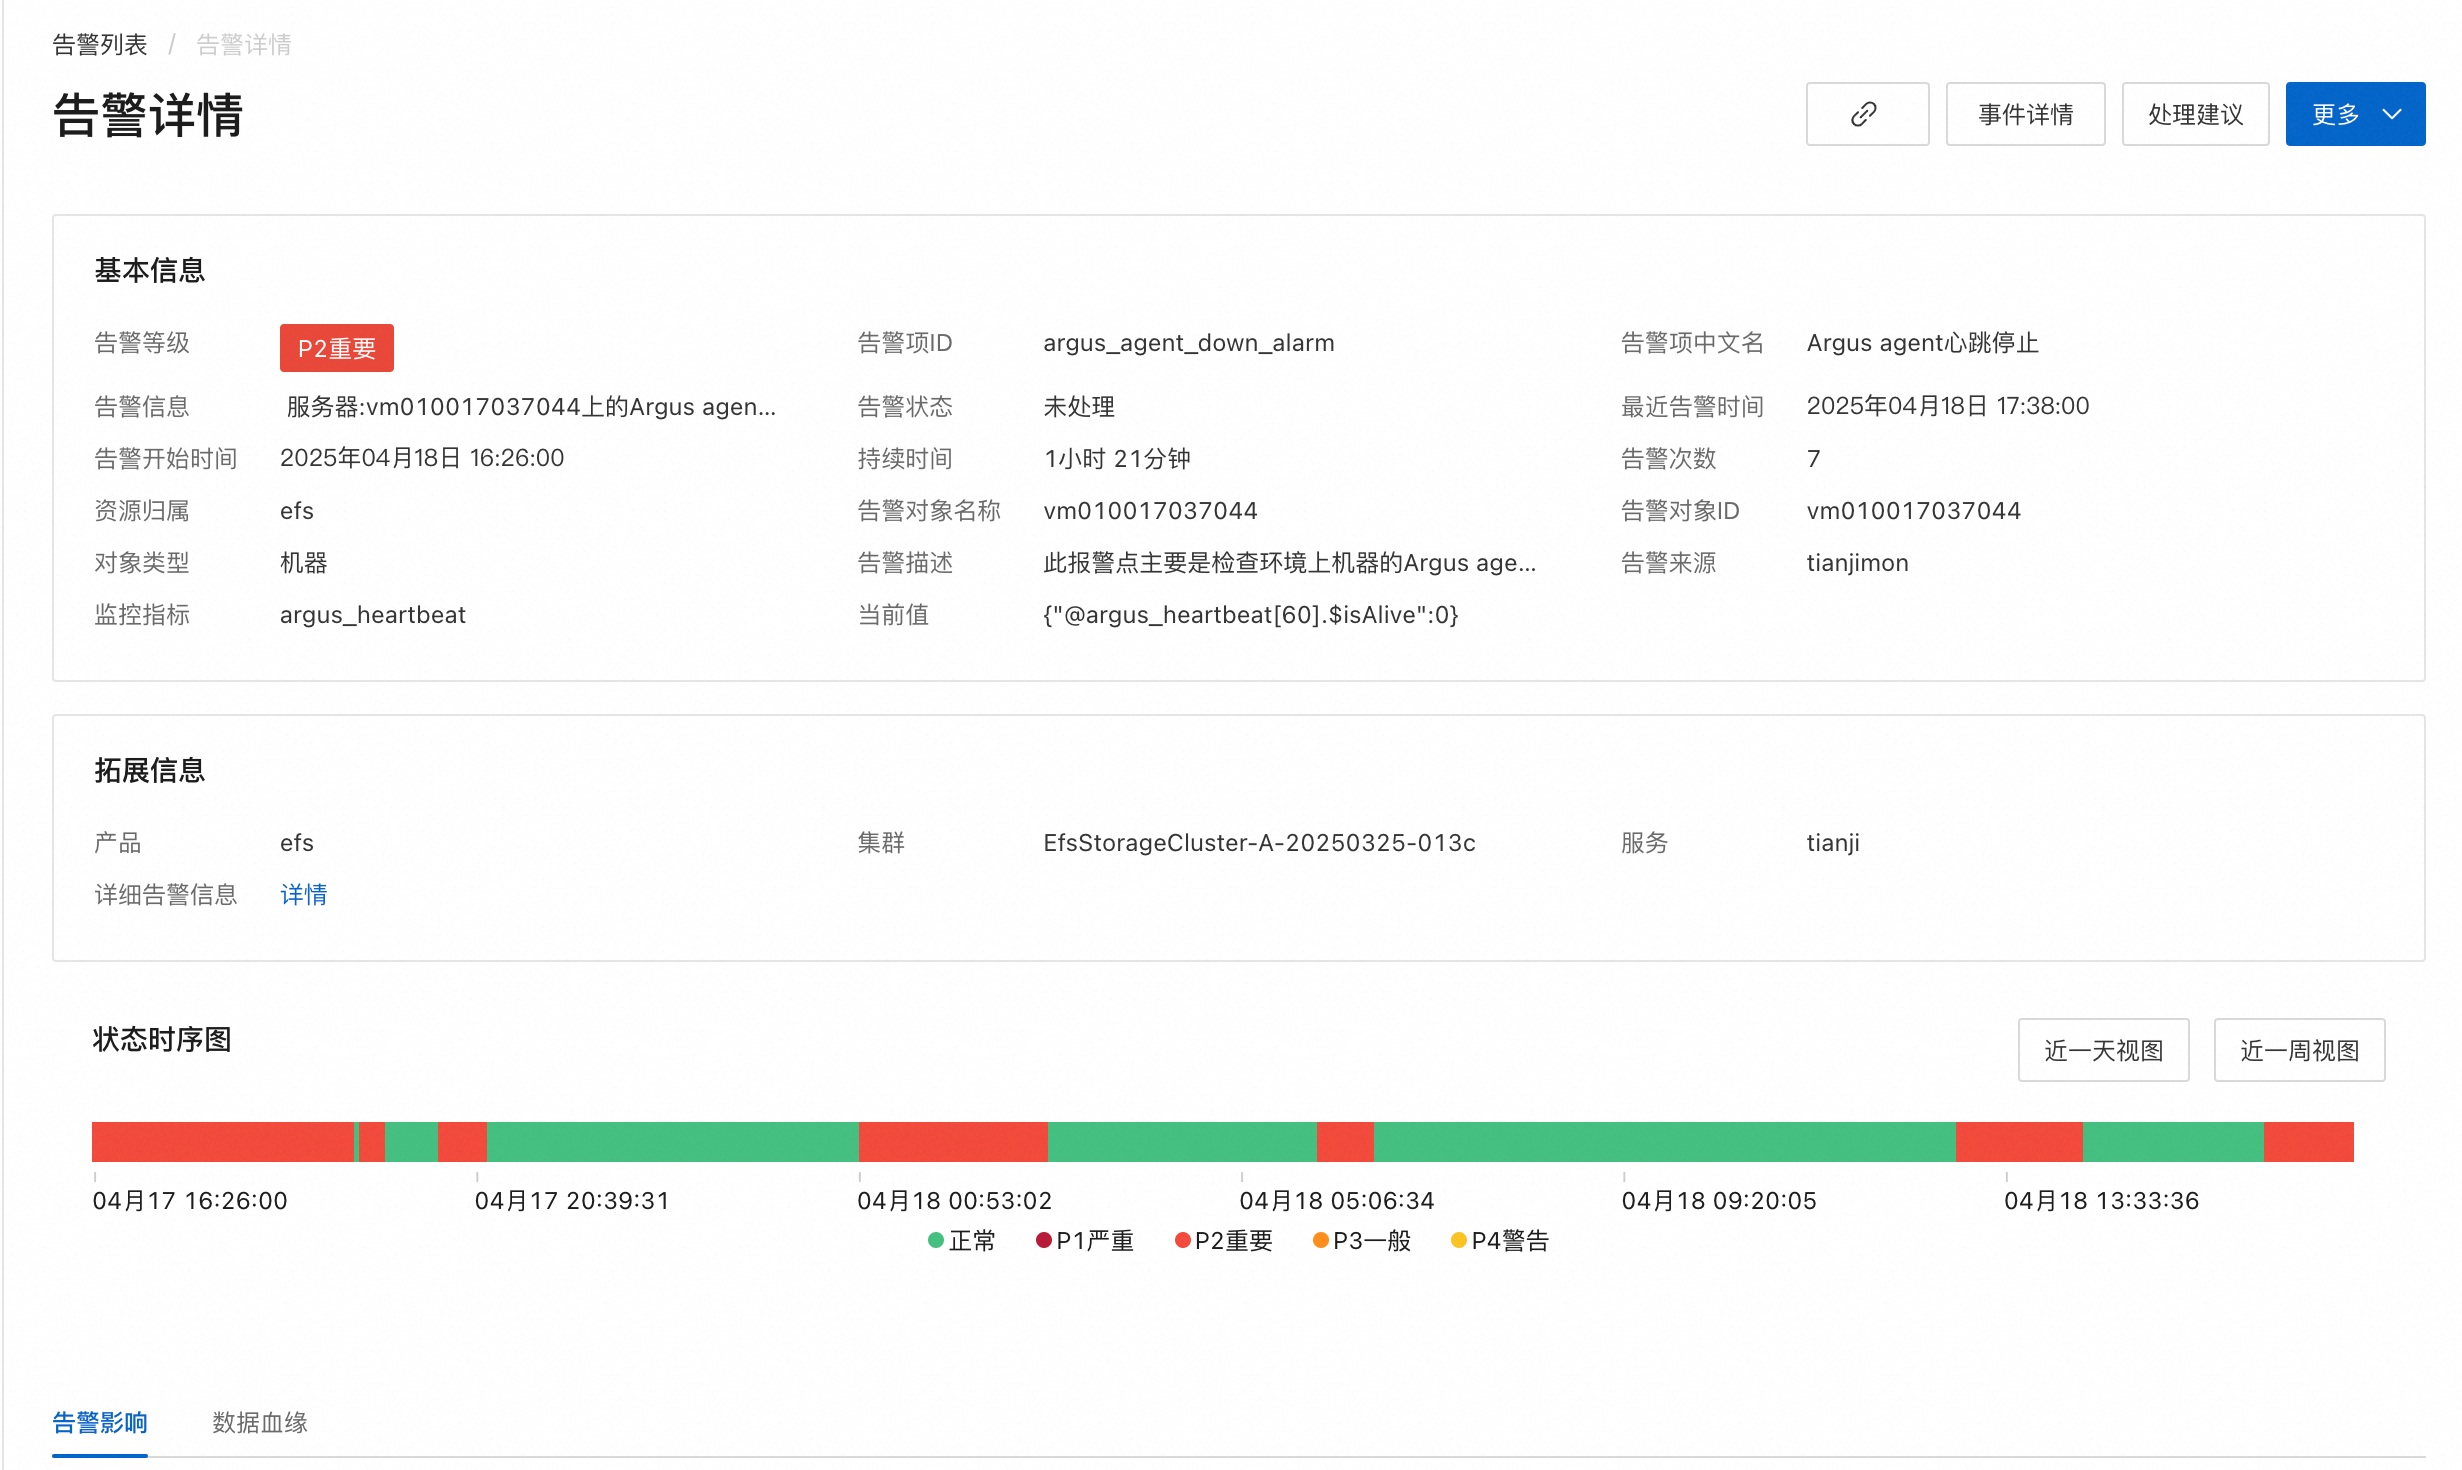 告警列表 / 告警详情
告警详情
事件详情 处理建议 更多
基本信息
告警等级 P2重要 告警项ID argus_agent_down_alarm 告警项中文名 Argus agent心跳停止
告警信息 服务器:vm010017037044上的Argus agen... 告警状态 未处理 最近告警时间 2025年04月18日 17:38:00
告警开始时间 2025年04月18日 16:26:00 持续时间 1小时 21分钟 告警次数 7
资源归属 efs 告警对象名称 vm010017037044 告警对象ID vm010017037044
对象类型 机器 告警描述 此报警点主要是检查环境上机器的Argus age... 告警来源 tianjimon
监控指标 argus_heartbeat 当前值 {"@argus_heartbeat[60].$isAlive":0}
拓展信息
产品 efs 集群 EfsStorageCluster-A-20250325-013c 服务 tianji
详细告警信息 详情
状态时序图
近一天视图 近一周视图
04月17 16:26:00 04月17 20:39:31 04月18 00:53:02 04月18 05:06:34 04月18 09:20:05 04月18 13:33:36
正常 P1严重 P2重要 P3一般 P4警告
告警影响 数据血缘